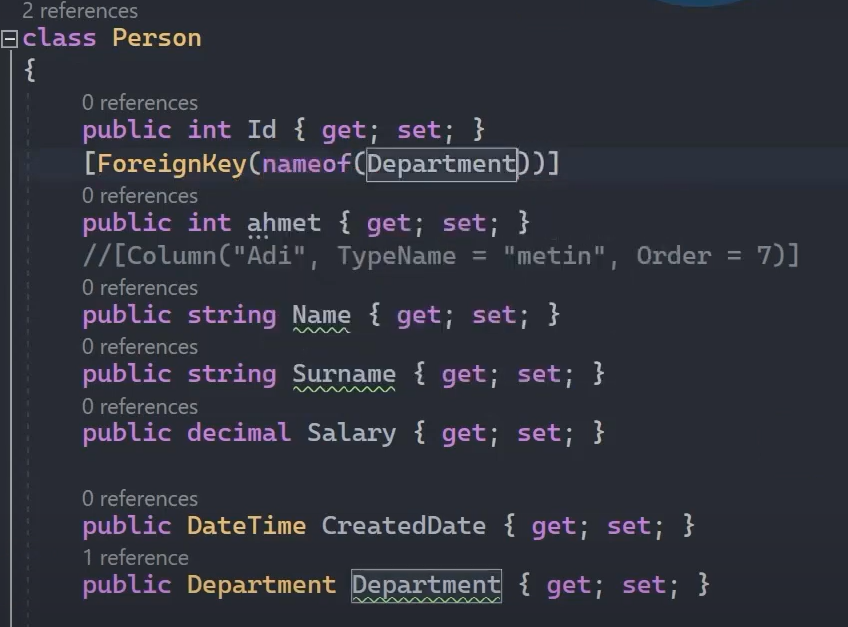 2 references
class Person
{
0 references
public int Id { get; set; }
[ForeignKey(nameof(Department))]
0 references
public int ahmet { get; set; }
//[Column("Adi", TypeName = "metin", Order = 7)]
0 references
public string Name { get; set; }
0 references
public string Surname { get; set; }
0 references
public decimal Salary { get; set; }
0 references
public DateTime CreatedDate { get; set; }
1 reference
public Department Department { get; set; }